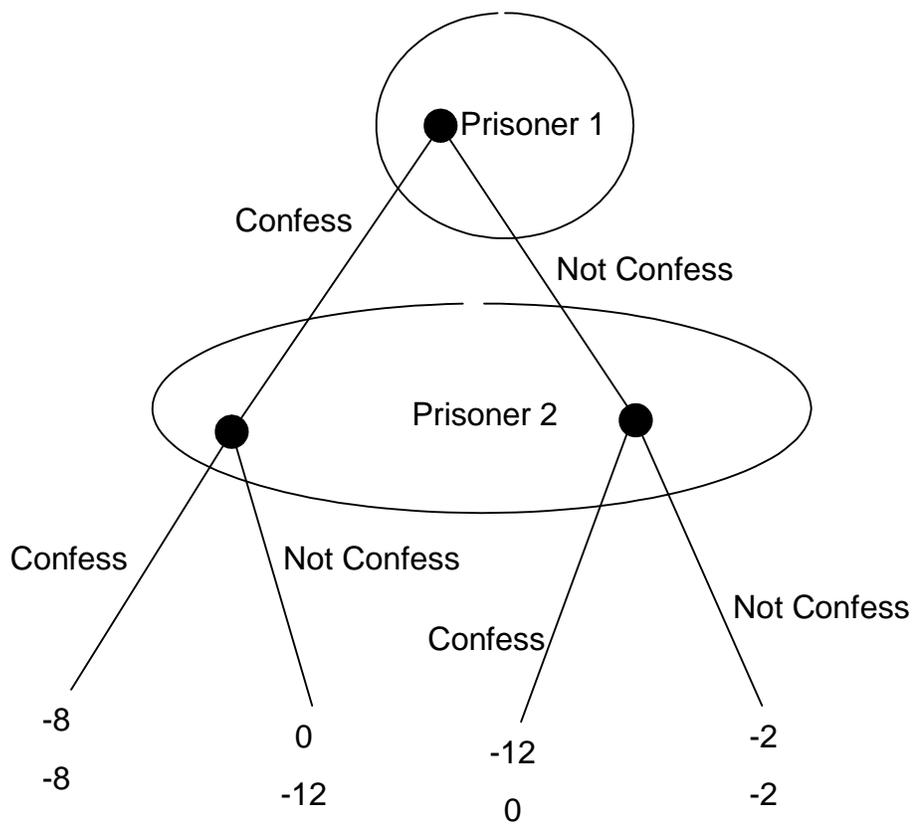 Prisoner 1
Confess
Not Confess
Prisoner 2
Confess
Not Confess
Confess
Not Confess
-8
-8
0
-12
-12
0
-2
-2